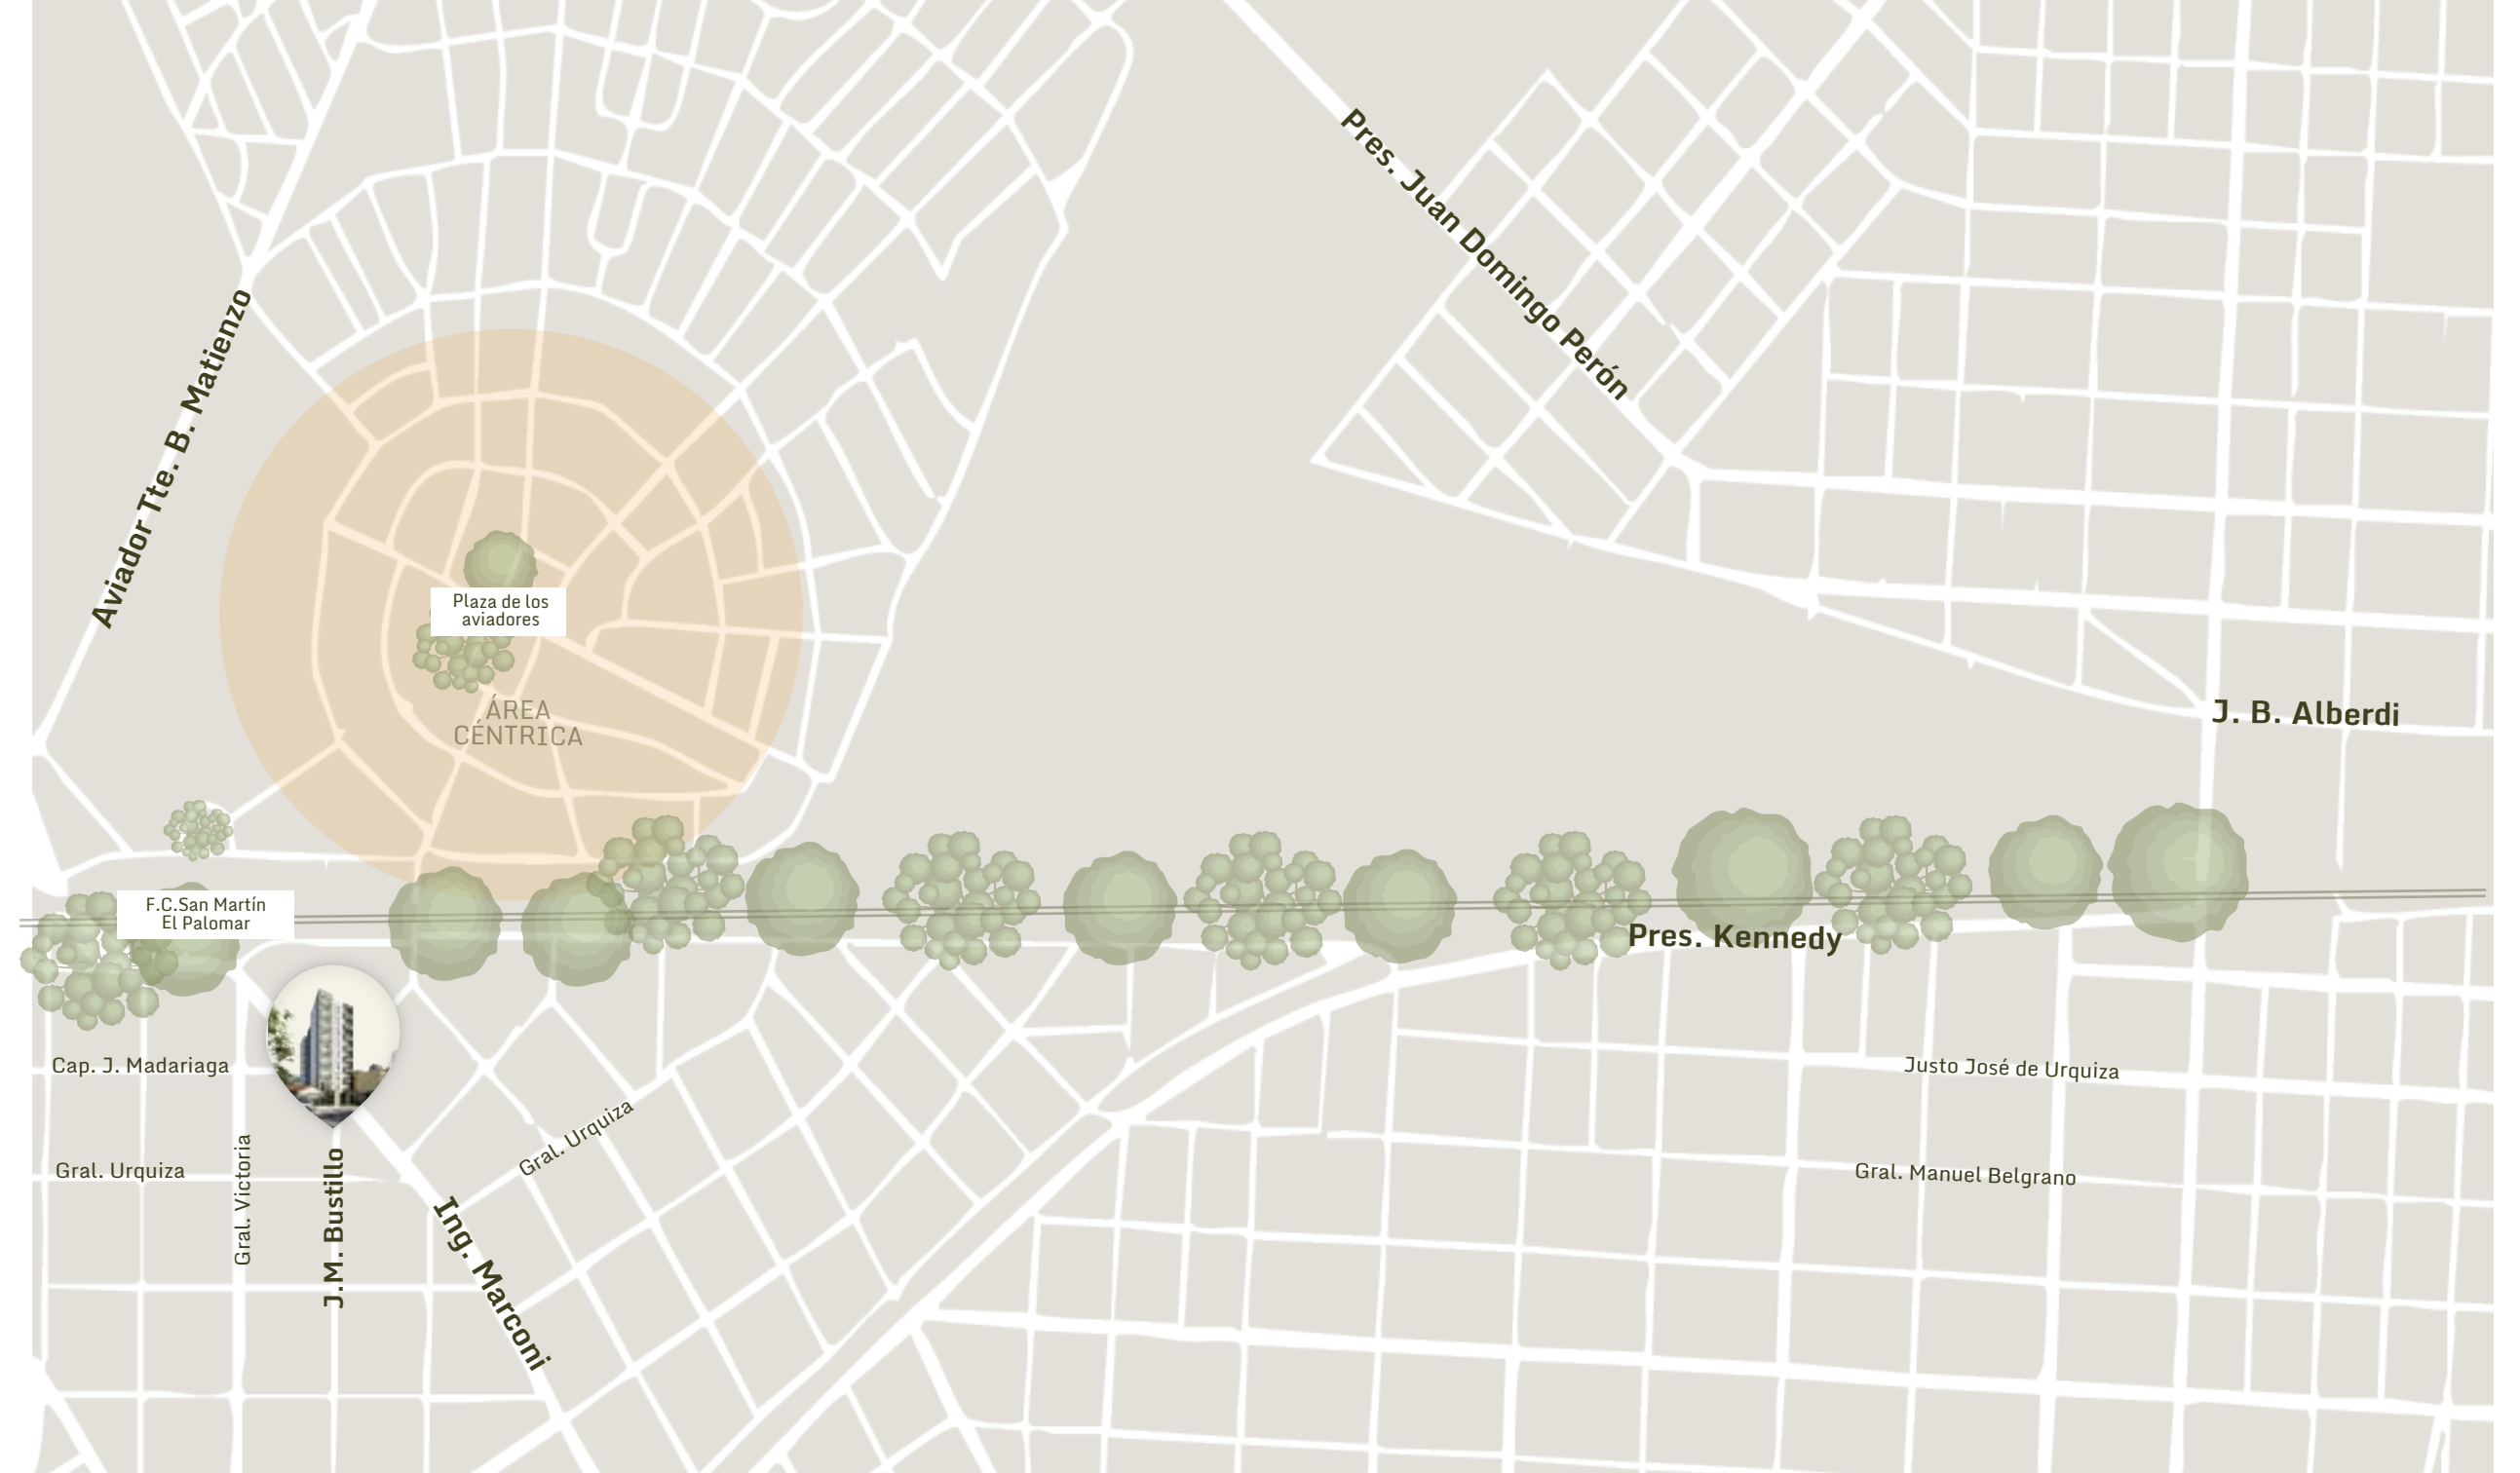 Pres. Juan Domingo Perón
Aviador Tte. B. Matienzo
Plaza de los
aviadores
ÁREA
CÉNTRICA
J. B. Alberdi
F.C.San Martín
El Palomar
Pres. Kennedy
Cap. J. Madariaga
Justo José de Urquiza
Gral. Urquiza
Gral. Urquiza
Gral. Manuel Belgrano
Gral. Victoria
J.M. Bustillo
Ing. Marconi